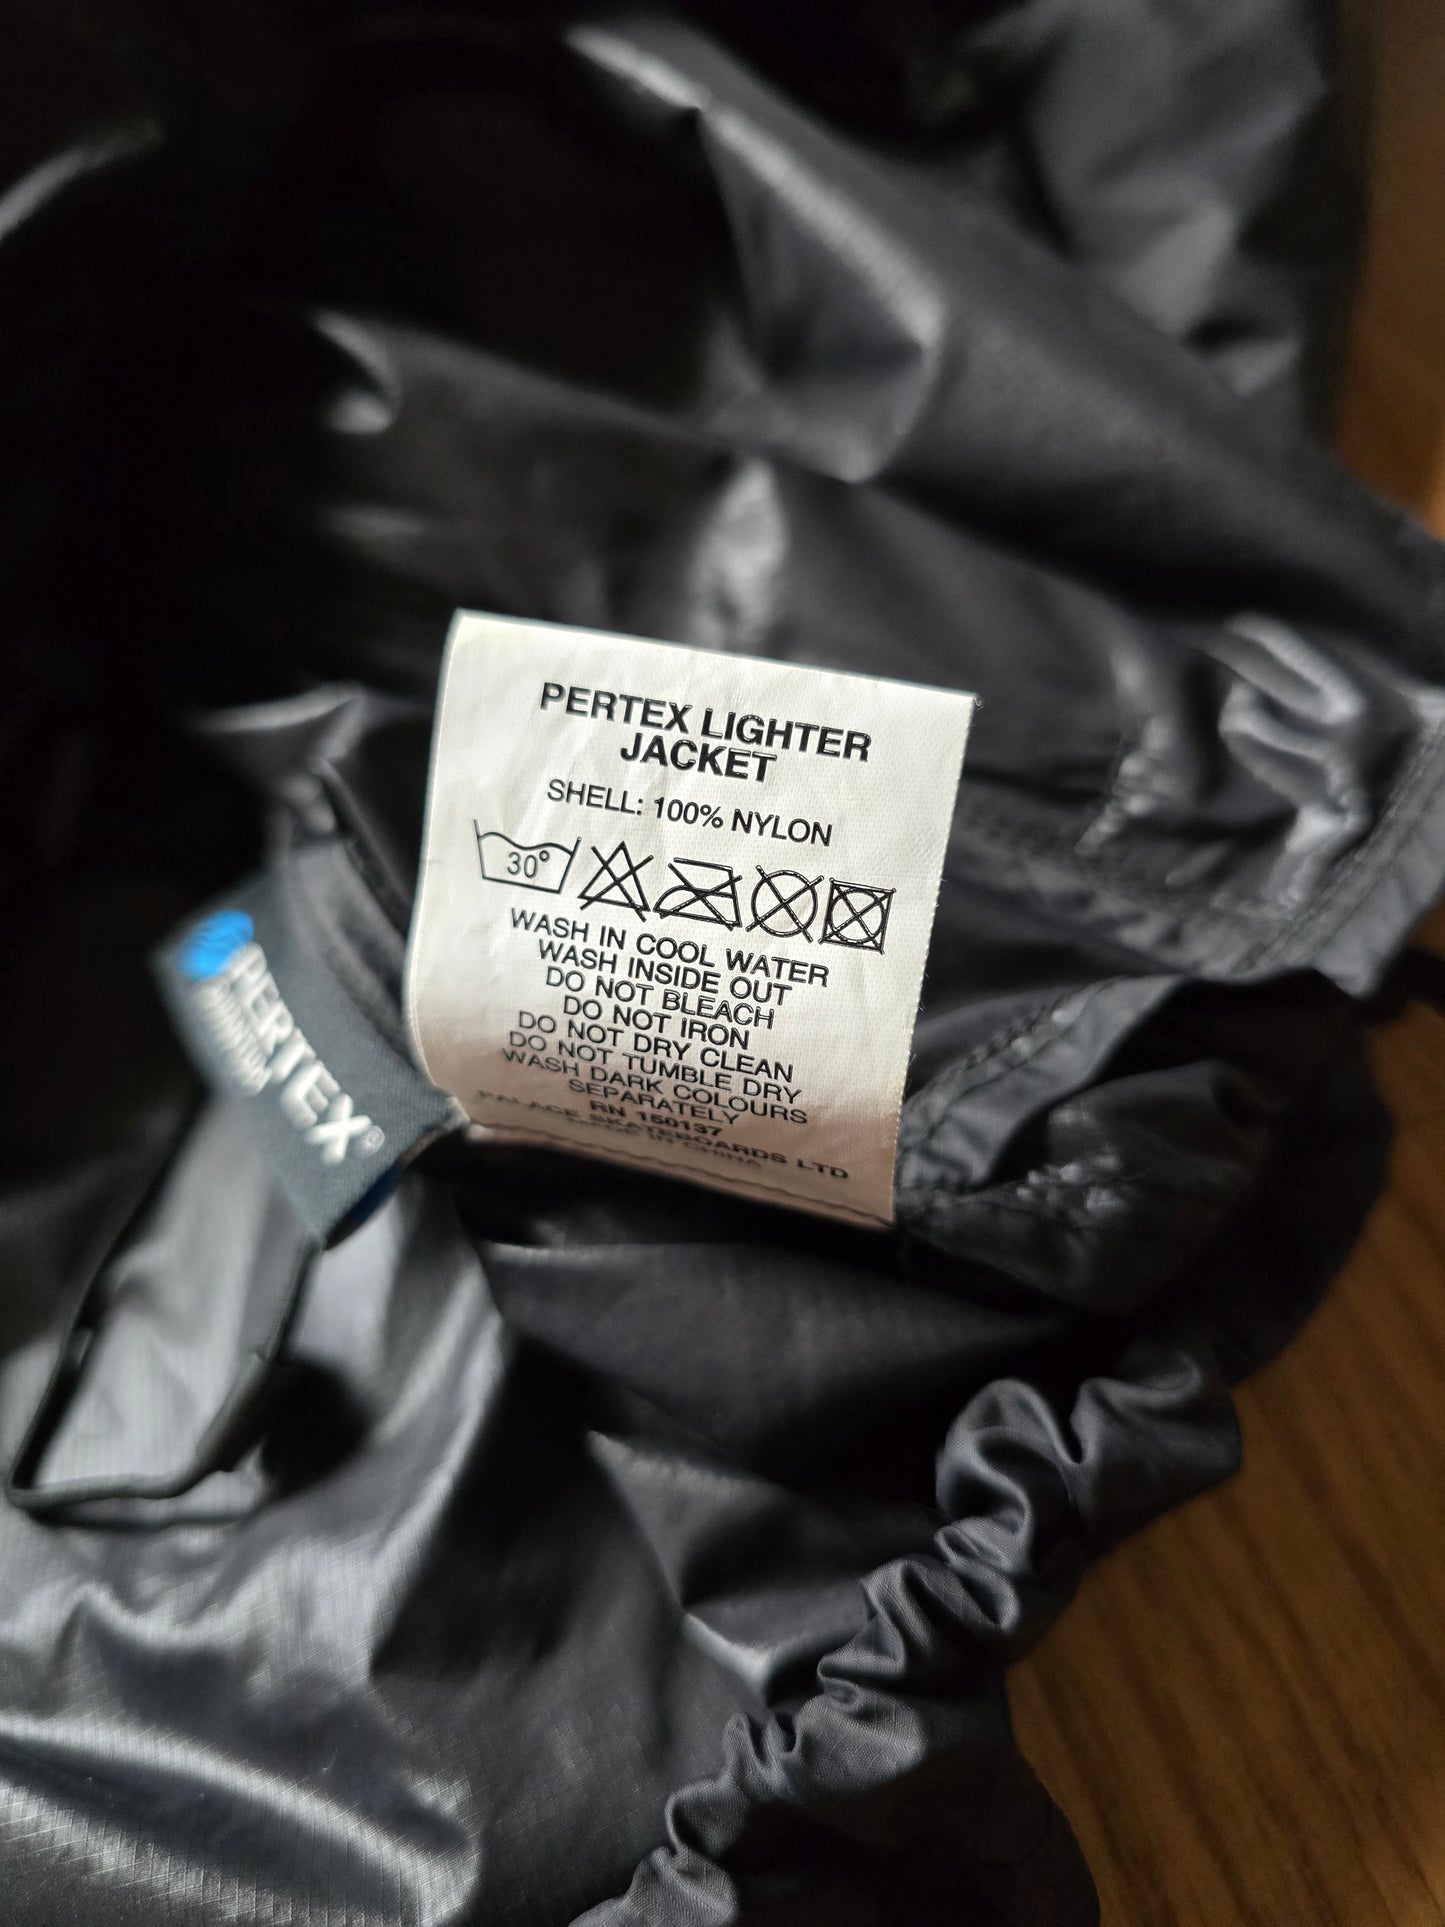 PERTEX LIGHTER
JACKET
SHELL: 100% NYLON
30°
WASH IN COOL WATER
WASH INSIDE OUT
DO NOT BLEACH
DO NOT IRON
DO NOT DRY CLEAN
DO NOT TUMBLE DRY
WASH DARK COLOURS
SEPARATELY
RN 150137
PALACE SKATEBOARDS LTD
MADE IN CHINA
PERTEX®
QUANTUM